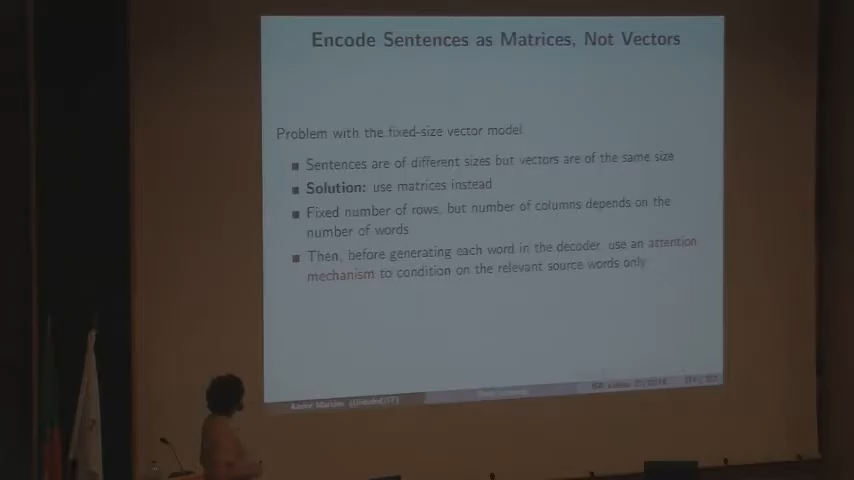 Encode Sentences as Matrices, Not Vectors
Problem with the fixed-size vector model
Sentences are of different sizes but vectors are of the same size
Solution: use matrices instead
Fixed number of rows, but number of columns depends on the
number of words
Then, before generating each word in the decoder, use an attention
mechanism to condition on the relevant source words only